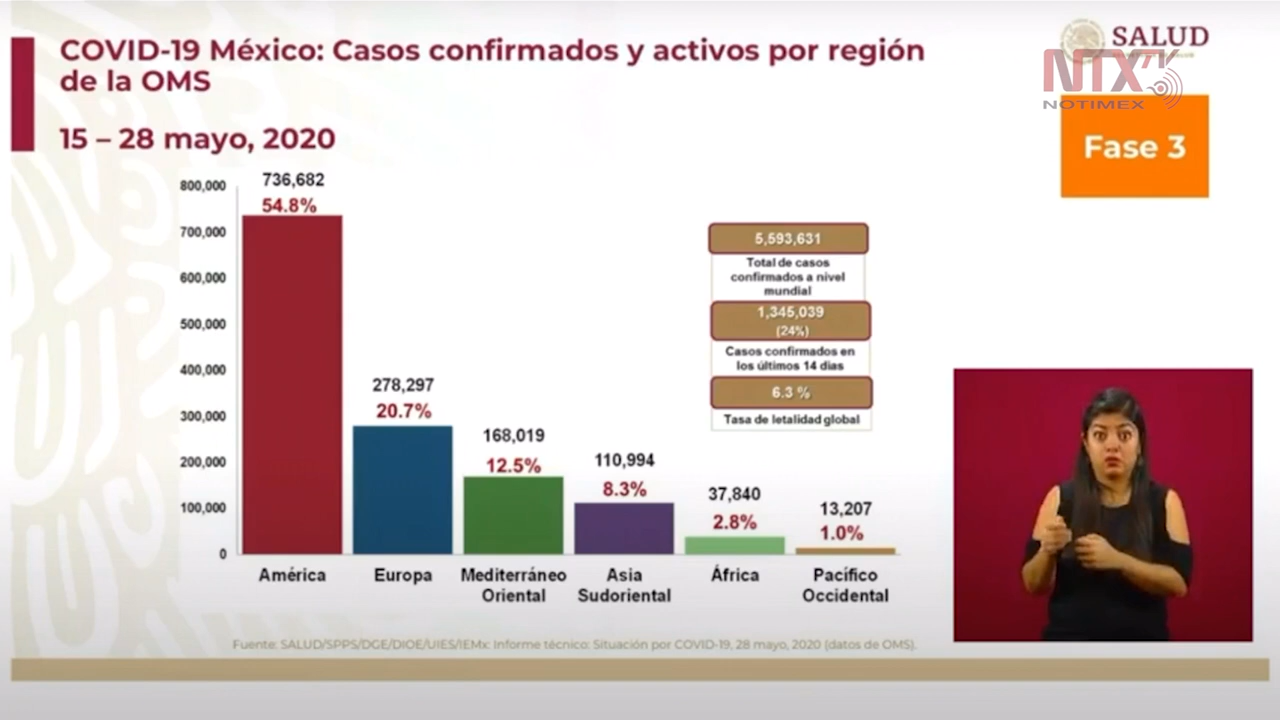 COVID-19 México: Casos confirmados y activos por región
de la OMS
15 – 28 mayo, 2020
SALUD
NTX TV
NOTIMEX
Fase 3
800,000
700,000
600,000
500,000
400,000
300,000
200,000
100,000
0
736,682
54.8%
278,297
20.7%
168,019
12.5%
110,994
8.3%
37,840
2.8%
13,207
1.0%
América
Europa
Mediterráneo
Oriental
Asia
Sudoriental
África
Pacífico
Occidental
5,593,631
Total de casos
confirmados a nivel
mundial
1,345,039
(24%)
Casos confirmados en
los últimos 14 dias
6.3 %
Tasa de letalidad global
Fuente: SALUD/SPPS/DGE/DIOE/UIES/IEMx: Informe técnico: Situación por COVID-19, 28 mayo, 2020 (datos de OMS).